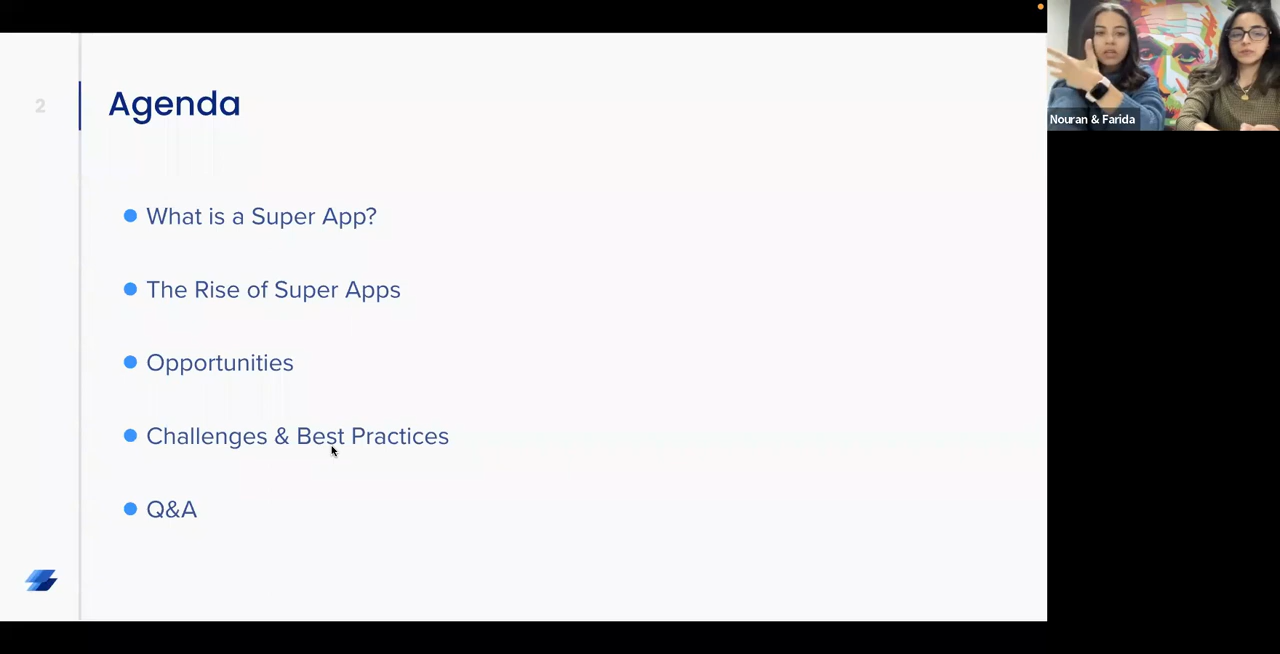 2
Agenda
What is a Super App?
The Rise of Super Apps
Opportunities
Challenges & Best Practices
Q&A
Nouran & Farida